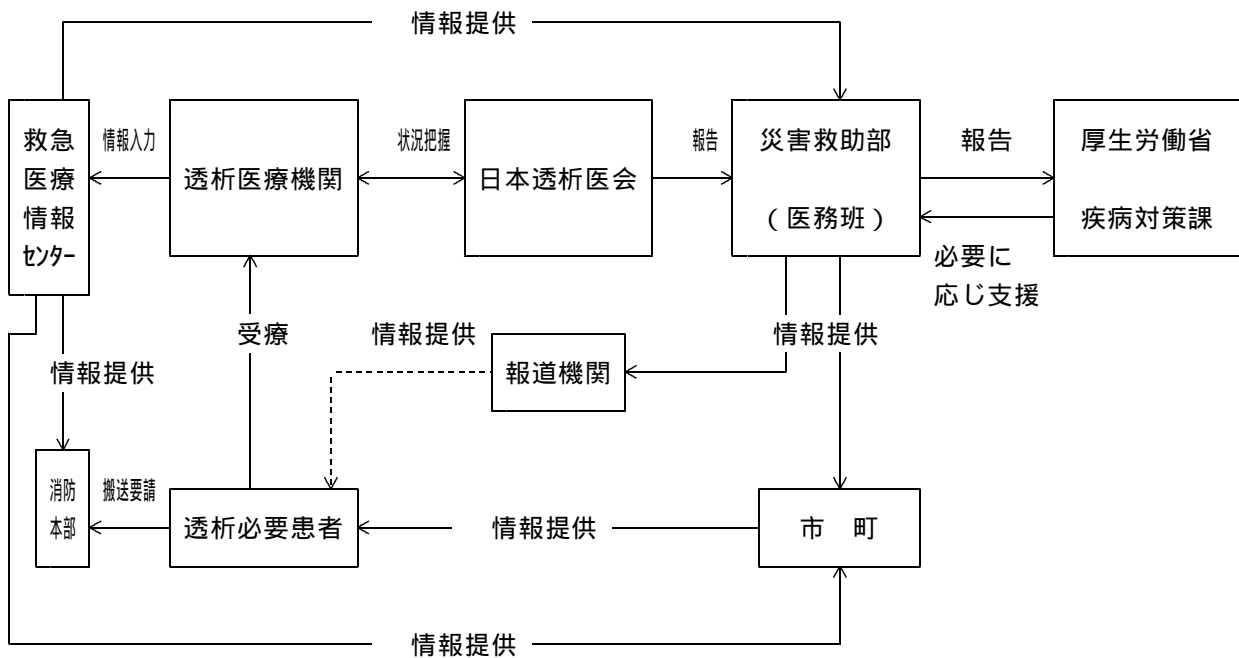 情報提供
救急
医療
情報
センター
情報入力
透析医療機関
状況把握
日本透析医会
報告
災害救助部
（医務班）
報告
厚生労働省
疾病対策課
必要に
応じ支援
受療
情報提供
情報提供
報道機関
情報提供
消防
本部
搬送要請
透析必要患者
情報提供
市　町
情報提供